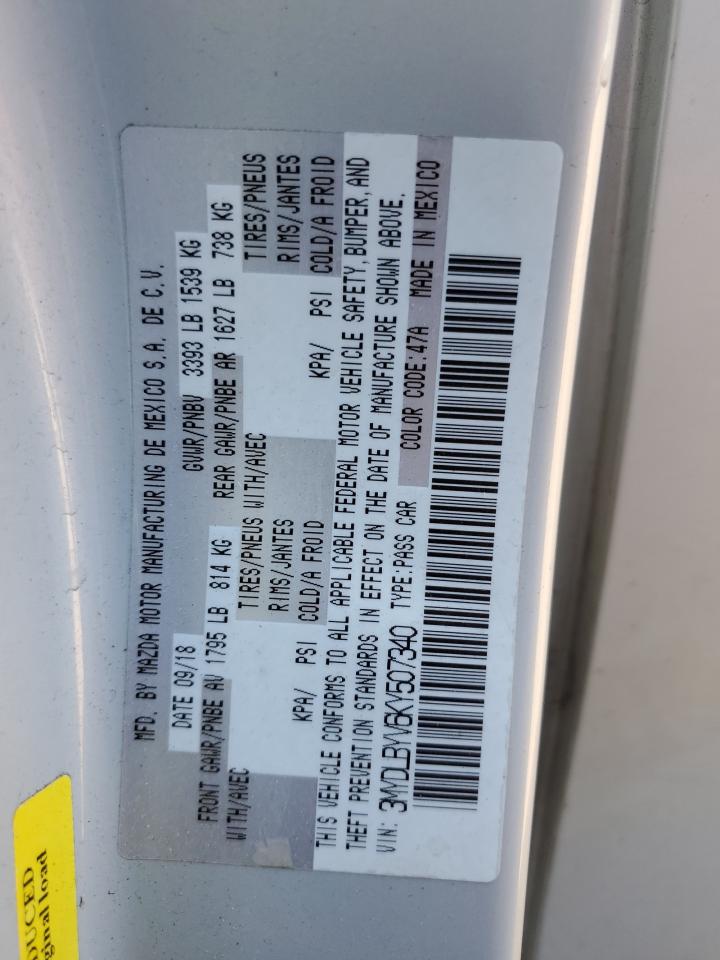 MFD. BY MAZDA MOTOR MANUFACTURING DE MEXICO S.A. DE C.V.
DATE 09/18 GVWR/PNBV 3393 LB 1539 KG
FRONT GAWR/PNBE AV 1795 LB 814 KG REAR GAWR/PNBE AR 1627 LB 738 KG
WITH/AVEC TIRES/PNEUS WITH/AVEC TIRES/PNEUS
RIMS/JANTES RIMS/JANTES
KPA/ PSI COLD/A FROID KPA/ PSI COLD/A FROID
THIS VEHICLE CONFORMS TO ALL APPLICABLE FEDERAL MOTOR VEHICLE SAFETY, BUMPER, AND
THEFT PREVENTION STANDARDS IN EFFECT ON THE DATE OF MANUFACTURE SHOWN ABOVE.
VIN: 3MYDLBYV6KY507340 TYPE:PASS CAR COLOR CODE:47A MADE IN MEXICO
DUCED
ginal load